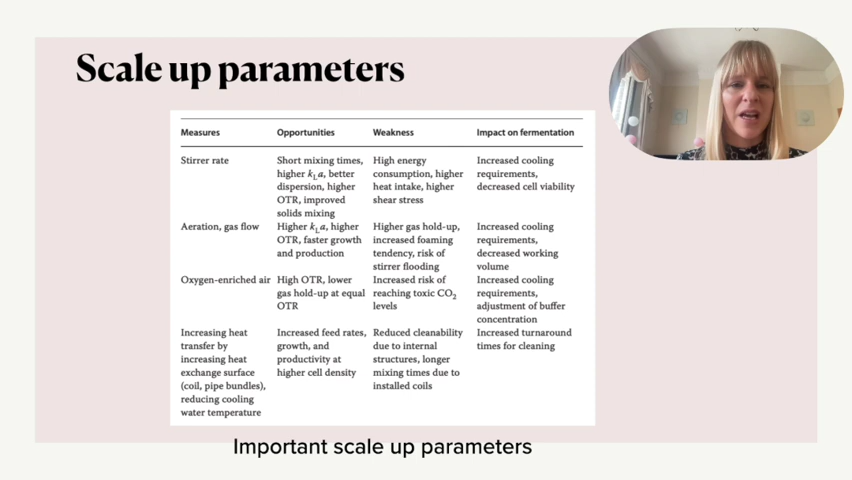 Scale up parameters
Measures Opportunities Weakness Impact on fermentation
Stirrer rate Short mixing times, High energy Increased cooling
higher kLa, better consumption, higher requirements,
dispersion, higher heat intake, higher decreased cell viability
OTR, improved shear stress
solids mixing
Aeration, gas flow Higher kLa, higher Higher gas hold-up, Increased cooling
OTR, faster growth increased foaming requirements,
and production tendency, risk of decreased working
stirrer flooding volume
Oxygen-enriched air High OTR, lower Increased risk of Increased cooling
gas hold-up at equal reaching toxic CO2 requirements,
OTR levels adjustment of buffer
concentration
Increasing heat Increased feed rates, Reduced cleanability Increased turnaround
transfer by growth, and due to internal times for cleaning
increasing heat productivity at structures, longer
exchange surface higher cell density mixing times due to
(coil, pipe bundles), installed coils
reducing cooling
water temperature
Important scale up parameters